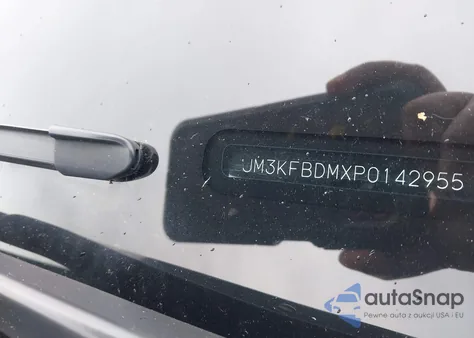 JM3KFBDMXP0142955
autaSnap
Pewne auta z aukcji USA i EU